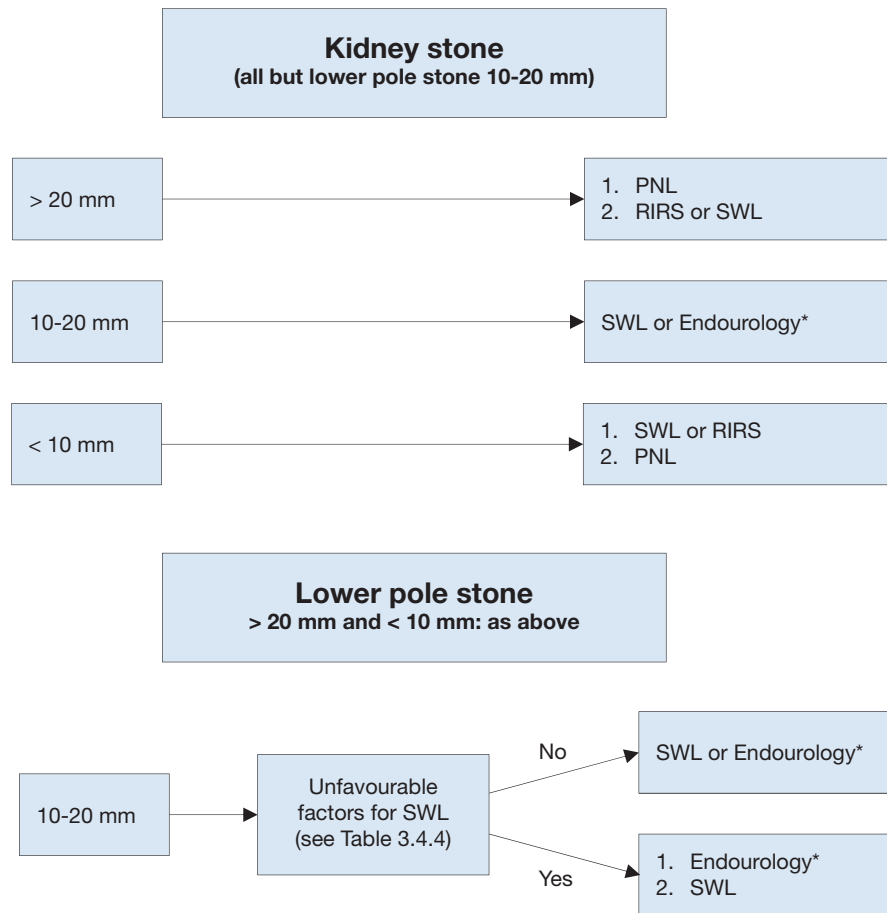 Kidney stone
(all but lower pole stone 10-20 mm)
> 20 mm
1. PNL
2. RIRS or SWL
10-20 mm
SWL or Endourology*
< 10 mm
1. SWL or RIRS
2. PNL
Lower pole stone
> 20 mm and < 10 mm: as above
No
SWL or Endourology*
10-20 mm
Unfavourable
factors for SWL
(see Table 3.4.4)
Yes
1. Endourology*
2. SWL